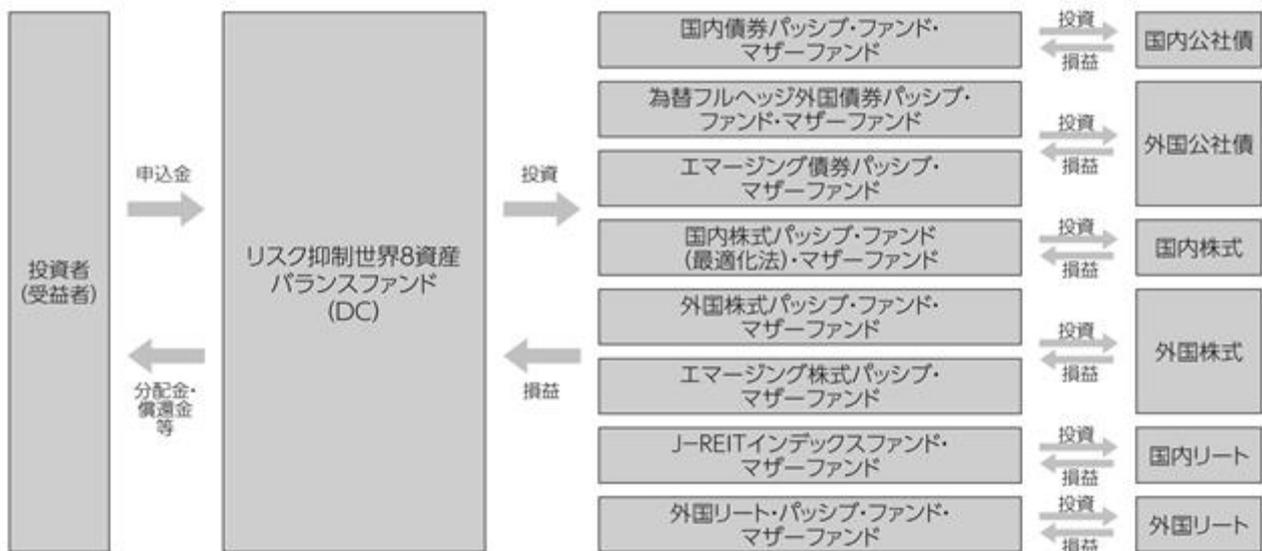 投資者
(受益者)
申込金
分配金・
償還金
等
リスク抑制世界8資産
バランスファンド
(DC)
投資
損益
国内債券パッシブ・ファンド・
マザーファンド
投資
損益
国内公社債
為替フルヘッジ外国債券パッシブ・
ファンド・マザーファンド
エマージング債券パッシブ・
マザーファンド
投資
損益
外国公社債
国内株式パッシブ・ファンド
(最適化法)・マザーファンド
投資
損益
国内株式
外国株式パッシブ・ファンド・
マザーファンド
エマージング株式パッシブ・
マザーファンド
投資
損益
外国株式
J-REITインデックスファンド・
マザーファンド
投資
損益
国内リート
外国リート・パッシブ・ファンド・
マザーファンド
投資
損益
外国リート